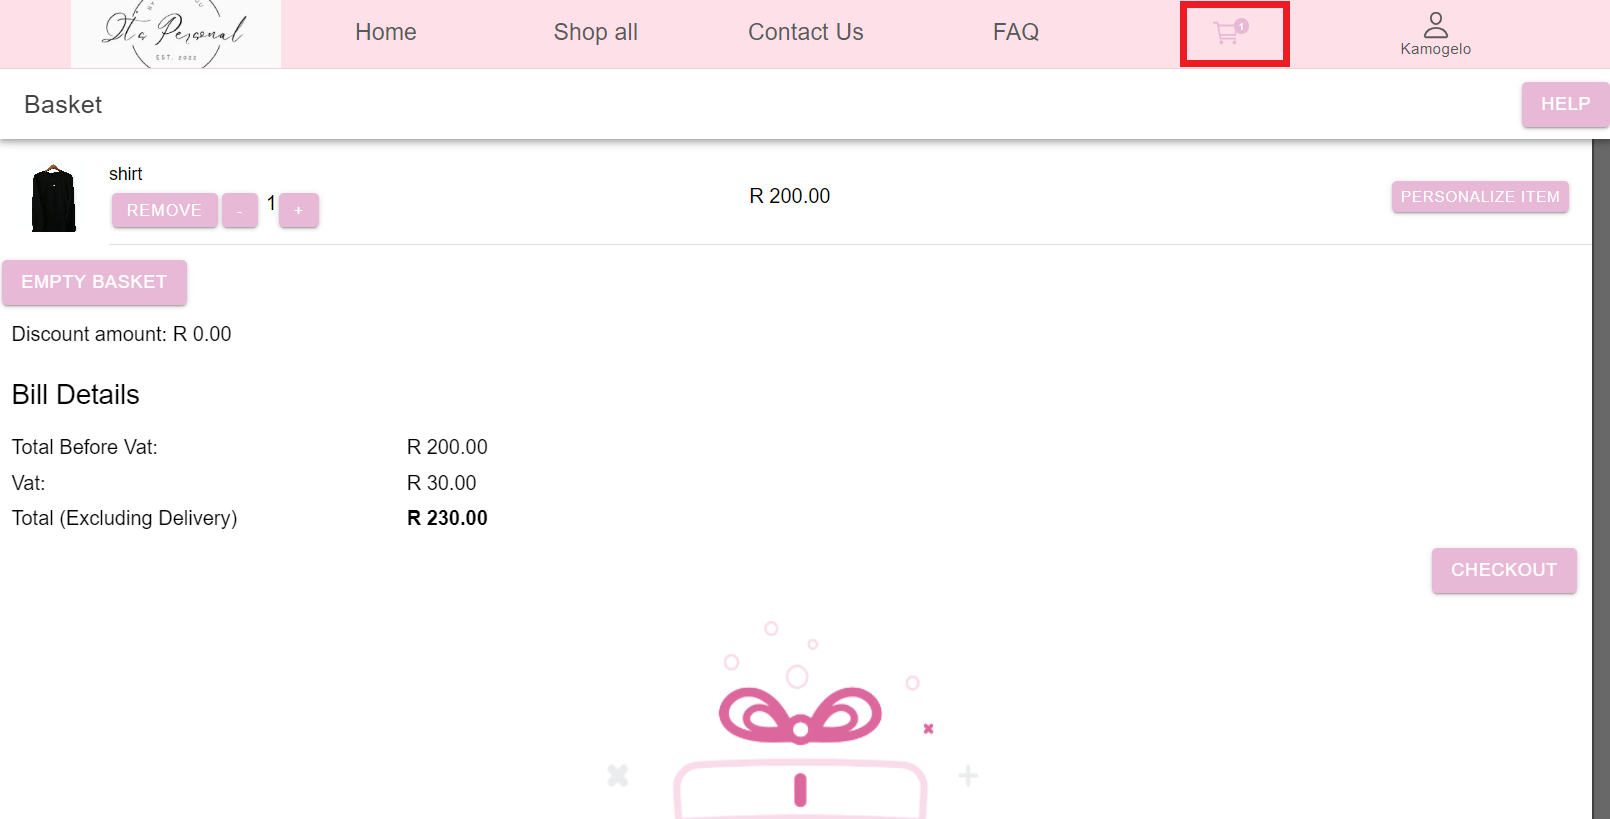 It's Personal
EST. 2022
Home
Shop all
Contact Us
FAQ
1
Kamogelo
Basket
HELP
shirt
REMOVE - 1 +
R 200.00
PERSONALIZE ITEM
EMPTY BASKET
Discount amount: R 0.00
Bill Details
Total Before Vat: R 200.00
Vat: R 30.00
Total (Excluding Delivery) R 230.00
CHECKOUT